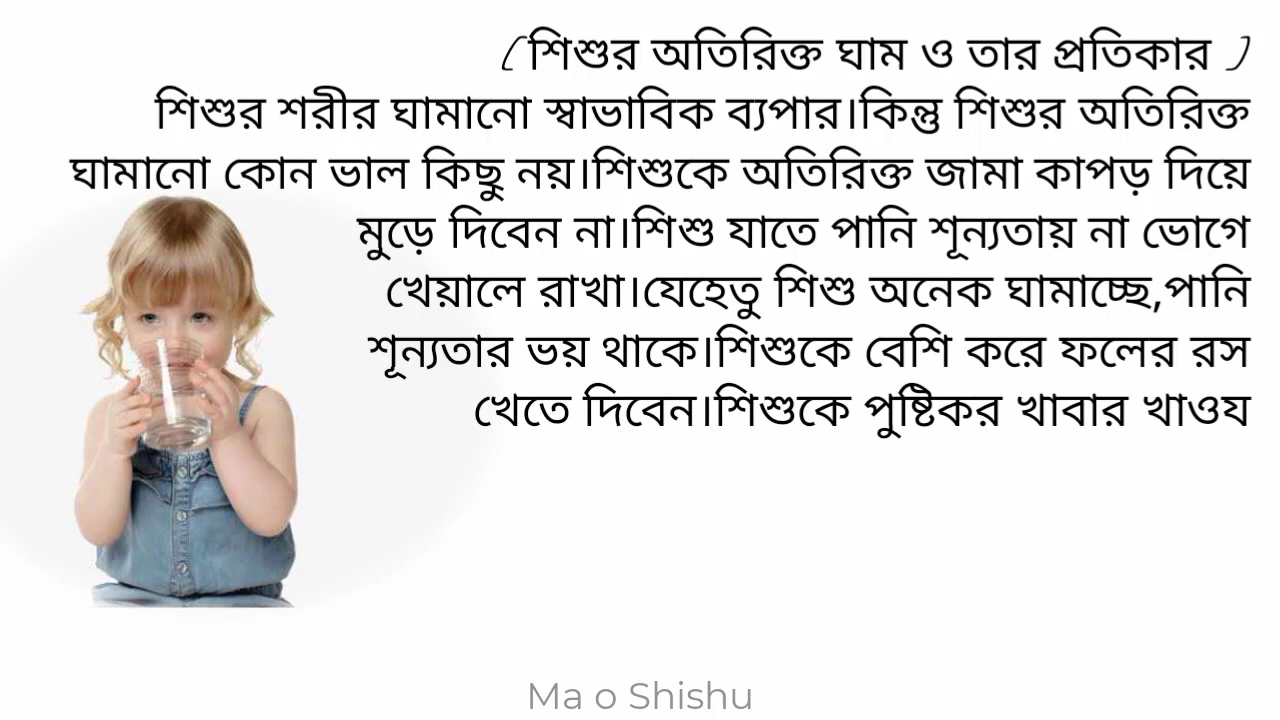 (শিশুর অতিরিক্ত ঘাম ও তার প্রতিকার )
শিশুর শরীর ঘামানো স্বাভাবিক ব্যপার।কিন্তু শিশুর অতিরিক্ত
ঘামানো কোন ভাল কিছু নয়।শিশুকে অতিরিক্ত জামা কাপড় দিয়ে
মুড়ে দিবেন না।শিশু যাতে পানি শূন্যতায় না ভোগে
খেয়ালে রাখা।যেহেতু শিশু অনেক ঘামাচ্ছে,পানি
শূন্যতার ভয় থাকে।শিশুকে বেশি করে ফলের রস
খেতে দিবেন।শিশুকে পুষ্টিকর খাবার খাওয
Ma o Shishu